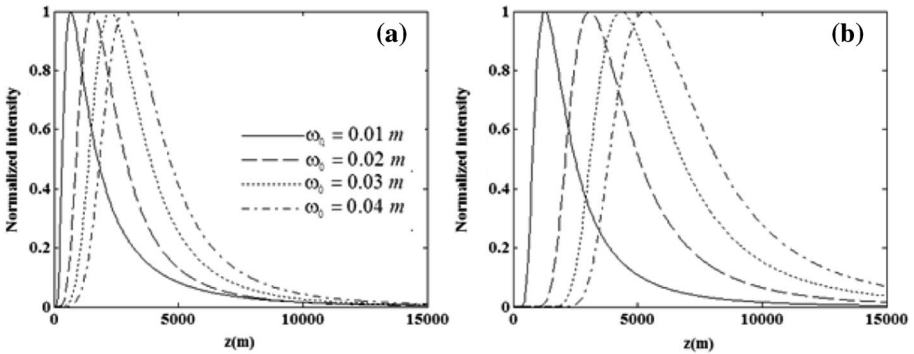 (a)
Normalized intensity
1
0.8
0.6
0.4
0.2
0
0 5000 10000 15000
z(m)
ω₀ = 0.01 m
ω₀ = 0.02 m
ω₀ = 0.03 m
ω₀ = 0.04 m
(b)
Normalized intensity
1
0.8
0.6
0.4
0.2
0
0 5000 10000 15000
z(m)